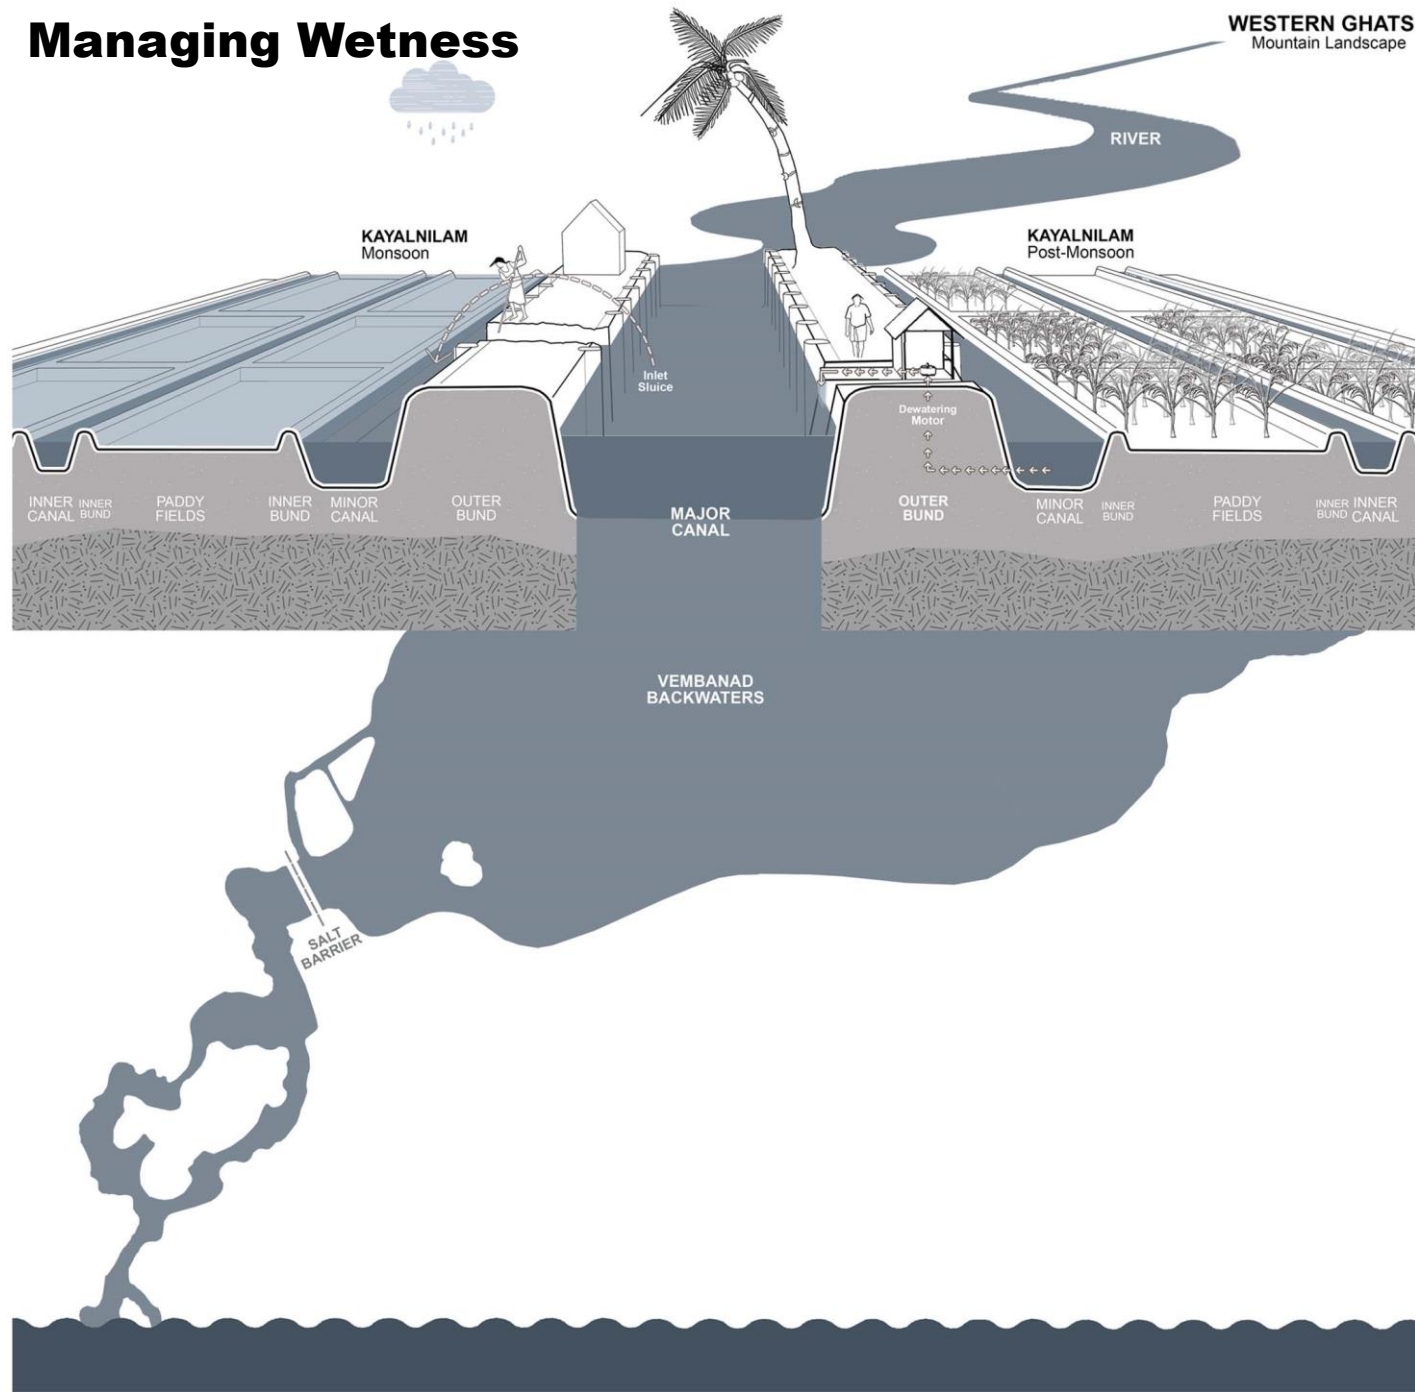 Managing Wetness
WESTERN GHATS
Mountain Landscape
RIVER
KAYALNILAM
Monsoon
KAYALNILAM
Post-Monsoon
Inlet
Sluice
Dewatering
Motor
INNER
CANAL
INNER
BUND
PADDY
FIELDS
INNER
BUND
MINOR
CANAL
OUTER
BUND
MAJOR
CANAL
OUTER
BUND
MINOR
CANAL
INNER
BUND
PADDY
FIELDS
INNER
BUND
INNER
CANAL
VEMBANAD
BACKWATERS
SALT
BARRIER